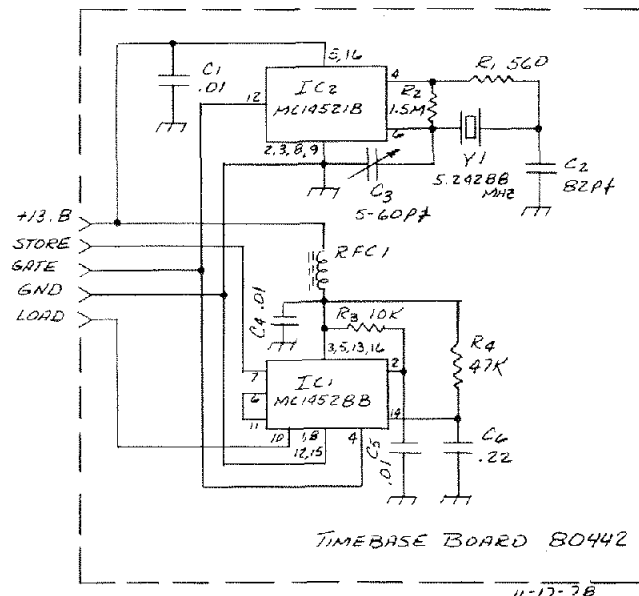 5,16
C1
.01
IC2
MC14521B
12
4
R1 560
R2
1.5M
6
2,3,8,9
C3
5-60Pf
Y1
5.24288
MHZ
C2
82Pf
+13.8
STORE
GATE
GND
LOAD
RFC1
C4 .01
R3 10K
3,5,13,16
2
R4
47K
7
IC1
MC14528B
6
11
14
10
1,8
12,15
4
C5
.01
C6
.22
TIMEBASE BOARD 80442
11-17-78